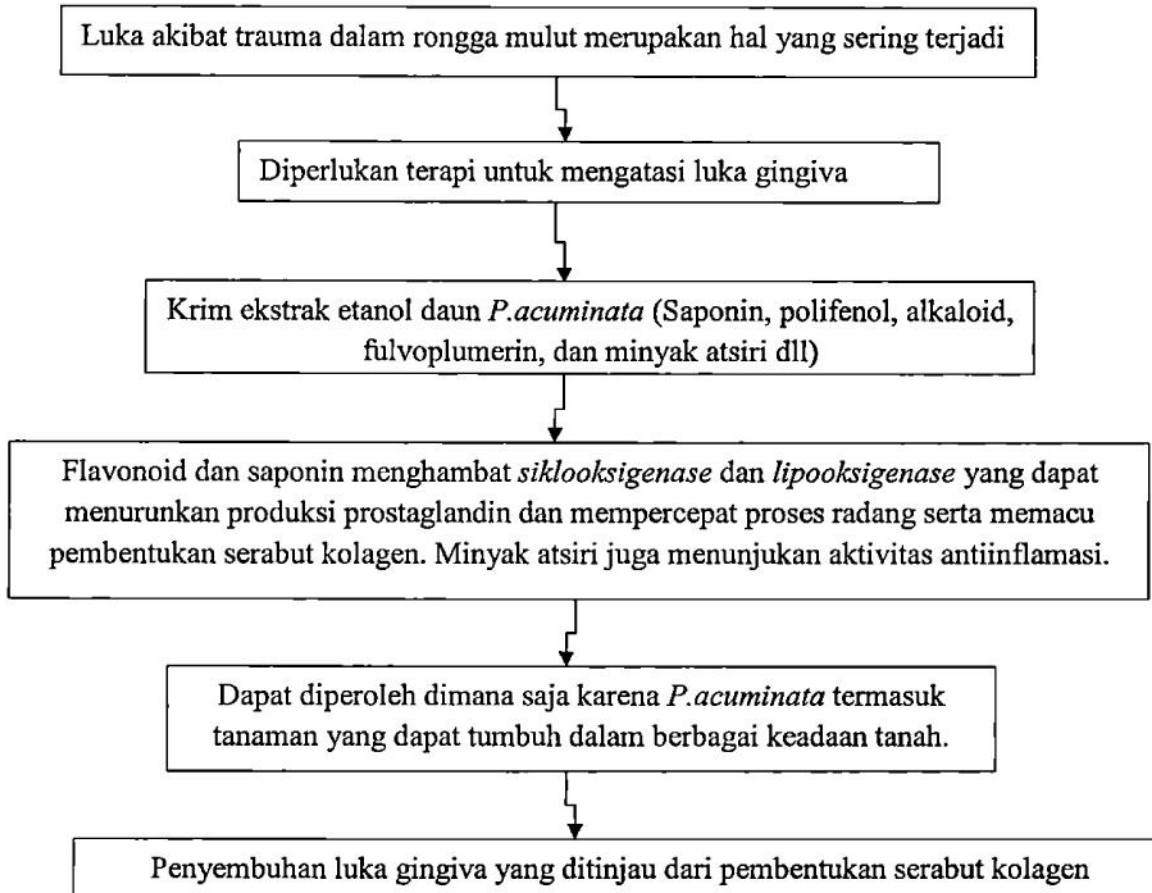 Luka akibat trauma dalam rongga mulut merupakan hal yang sering terjadi
Diperlukan terapi untuk mengatasi luka gingiva
Krim ekstrak etanol daun P.acuminata (Saponin, polifenol, alkaloid,
fulvoplumerin, dan minyak atsiri dll)
Flavonoid dan saponin menghambat siklooksigenase dan lipooksigenase yang dapat
menurunkan produksi prostaglandin dan mempercepat proses radang serta memacu
pembentukan serabut kolagen. Minyak atsiri juga menunjukan aktivitas antiinflamasi.
Dapat diperoleh dimana saja karena P.acuminata termasuk
tanaman yang dapat tumbuh dalam berbagai keadaan tanah.
Penyembuhan luka gingiva yang ditinjau dari pembentukan serabut kolagen